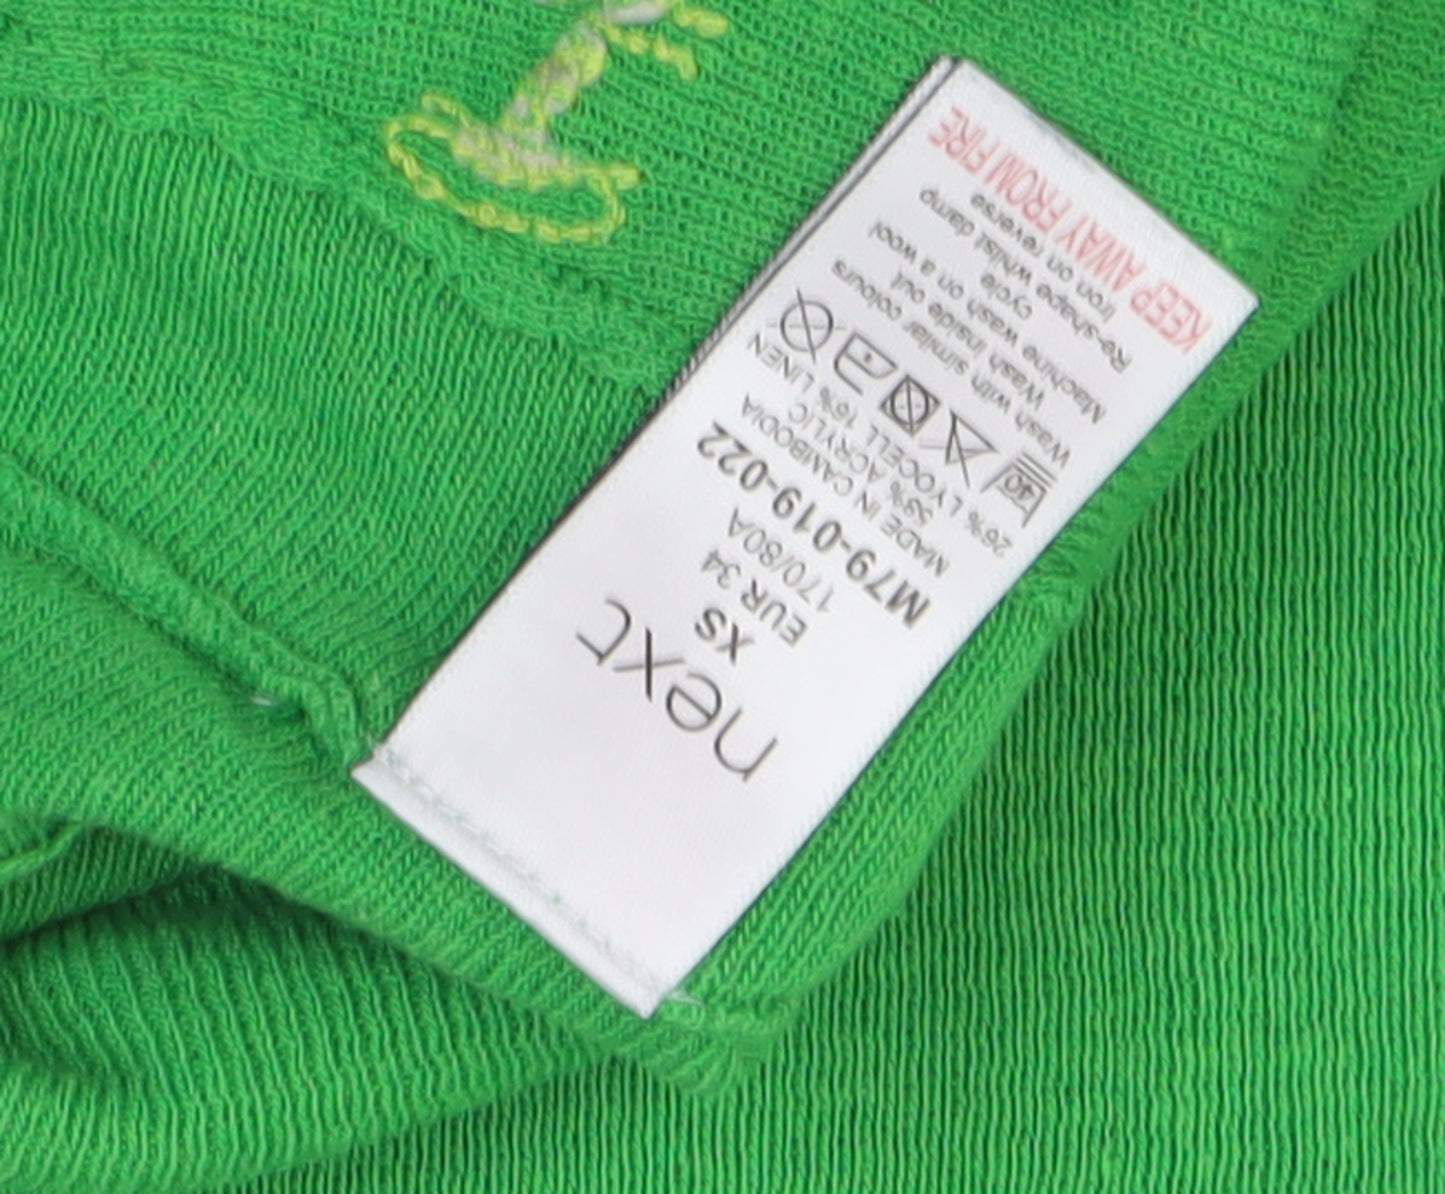 next
XS
EUR 34
170/80A
M79-019-022
MADE IN CAMBODIA
58% ACRYLIC
26% LYOCELL 16% LINEN
40
Wash with similar colours
Wash inside out
Machine wash on a wool
cycle
Re-shape whilst damp
Iron on reverse
KEEP AWAY FROM FIRE